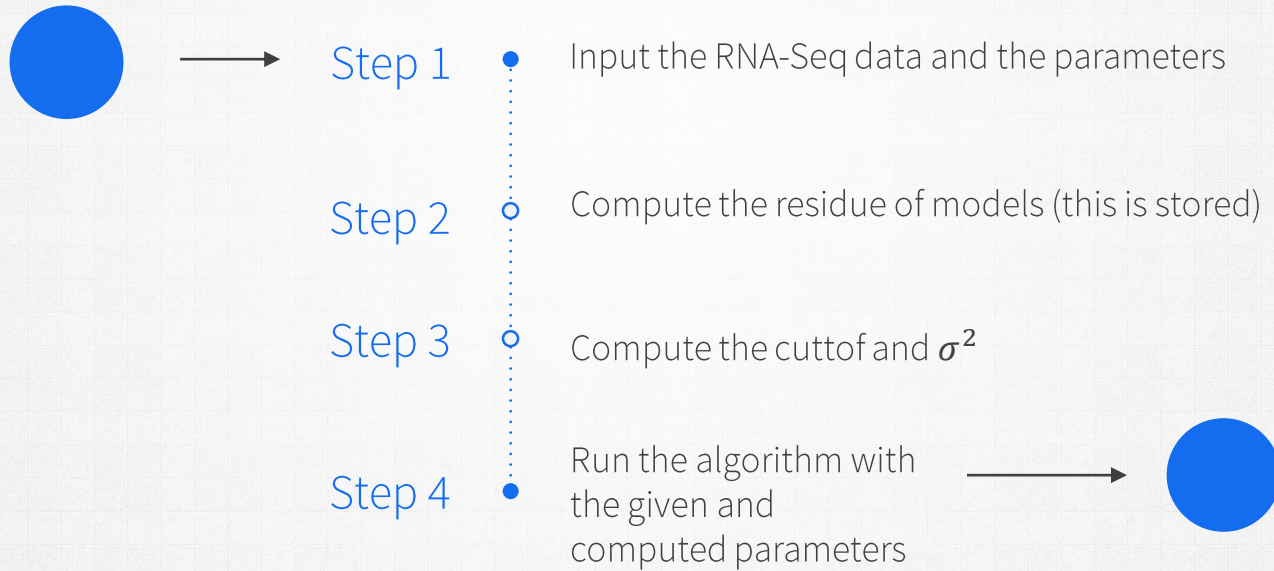 Step 1
Input the RNA-Seq data and the parameters
Step 2
Compute the residue of models (this is stored)
Step 3
Compute the cuttof and σ²
Step 4
Run the algorithm with
the given and
computed parameters